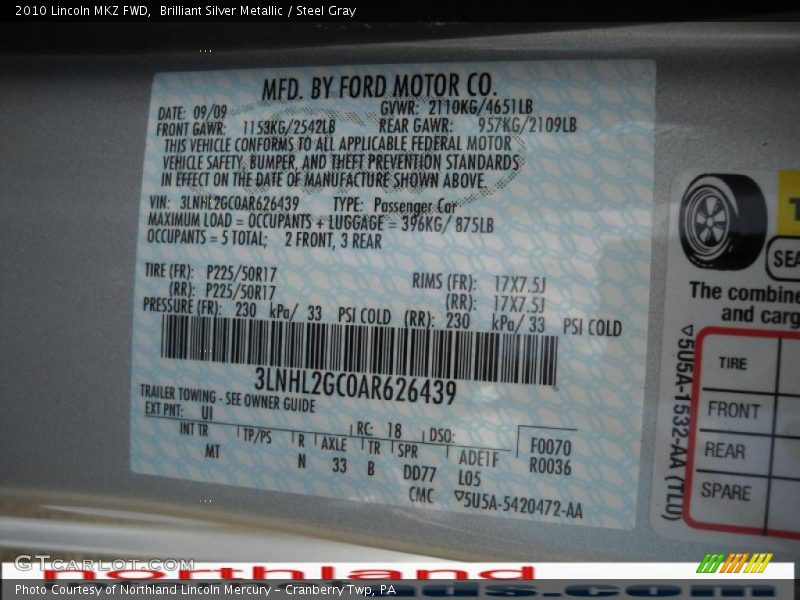 2010 Lincoln MKZ FWD,  Brilliant Silver Metallic / Steel Gray
MFD. BY FORD MOTOR CO.
DATE: 09/09 GVWR: 2110KG/4651LB
FRONT GAWR: 1153KG/2542LB REAR GAWR: 957KG/2109LB
THIS VEHICLE CONFORMS TO ALL APPLICABLE FEDERAL MOTOR
VEHICLE SAFETY, BUMPER, AND THEFT PREVENTION STANDARDS
IN EFFECT ON THE DATE OF MANUFACTURE SHOWN ABOVE.
VIN: 3LNHL2GC0AR626439 TYPE: Passenger Car
MAXIMUM LOAD = OCCUPANTS + LUGGAGE = 396KG/ 875LB
OCCUPANTS = 5 TOTAL; 2 FRONT, 3 REAR
TIRE (FR): P225/50R17 RIMS (FR): 17X7.5J
(RR): P225/50R17 (RR): 17X7.5J
PRESSURE (FR): 230 kPa/ 33 PSI COLD (RR): 230 kPa/ 33 PSI COLD
3LNHL2GC0AR626439
TRAILER TOWING - SEE OWNER GUIDE
EXT PNT: UI RC: 18 DSO:
INT TR TP/PS R AXLE TR SPR ADE1F F0070
MT N 33 B DD77 L05 R0036
CMC ▽5U5A-5420472-AA
T
SEA
The combine
and carg
TIRE
FRONT
REAR
SPARE
▽5U5A-1532-AA (TL0)
GTCarLot.com
northland
ds.com
Photo Courtesy of Northland Lincoln Mercury - Cranberry Twp, PA